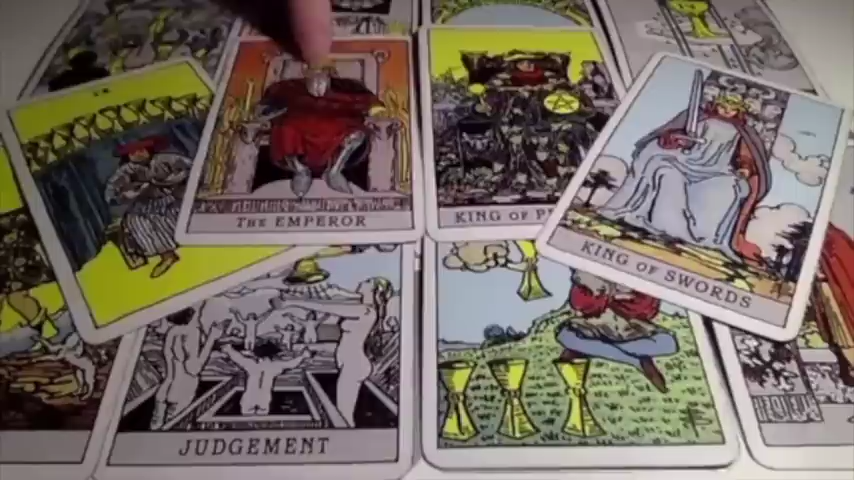 THE EMPEROR
KING OF P
KING OF SWORDS
JUDGEMENT